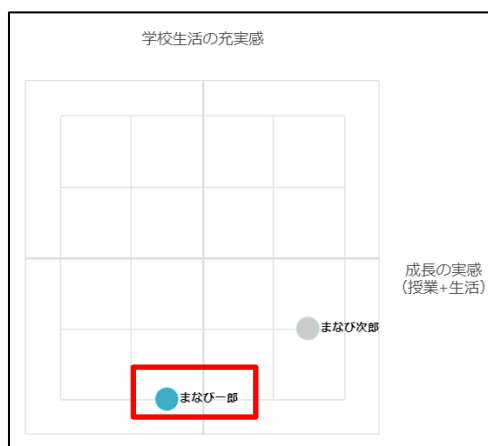 学校生活の充実感
成長の実感
(授業+生活)
まなび次郎
まなび一郎